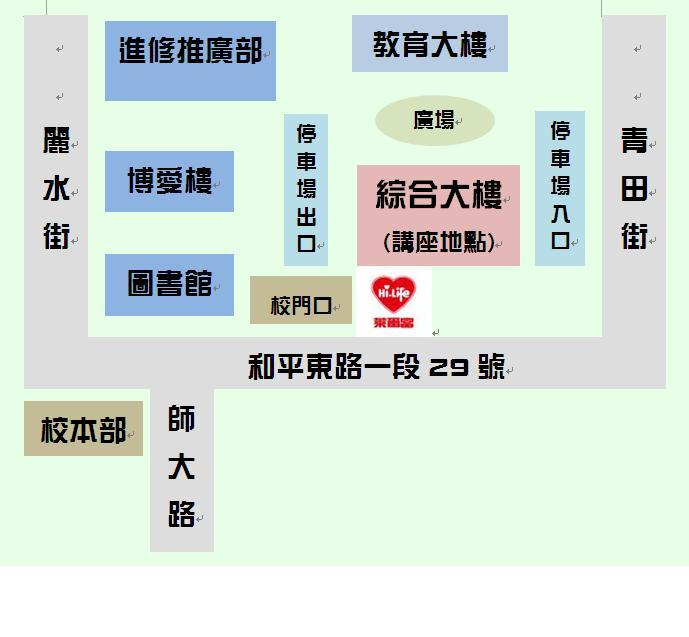 進修推廣部
教育大樓
麗水街
青田街
廣場
停車場出口
停車場入口
博愛樓
綜合大樓
(講座地點)
圖書館
校門口
Hi-Life
萊爾富
和平東路一段 29 號
校本部
師大路